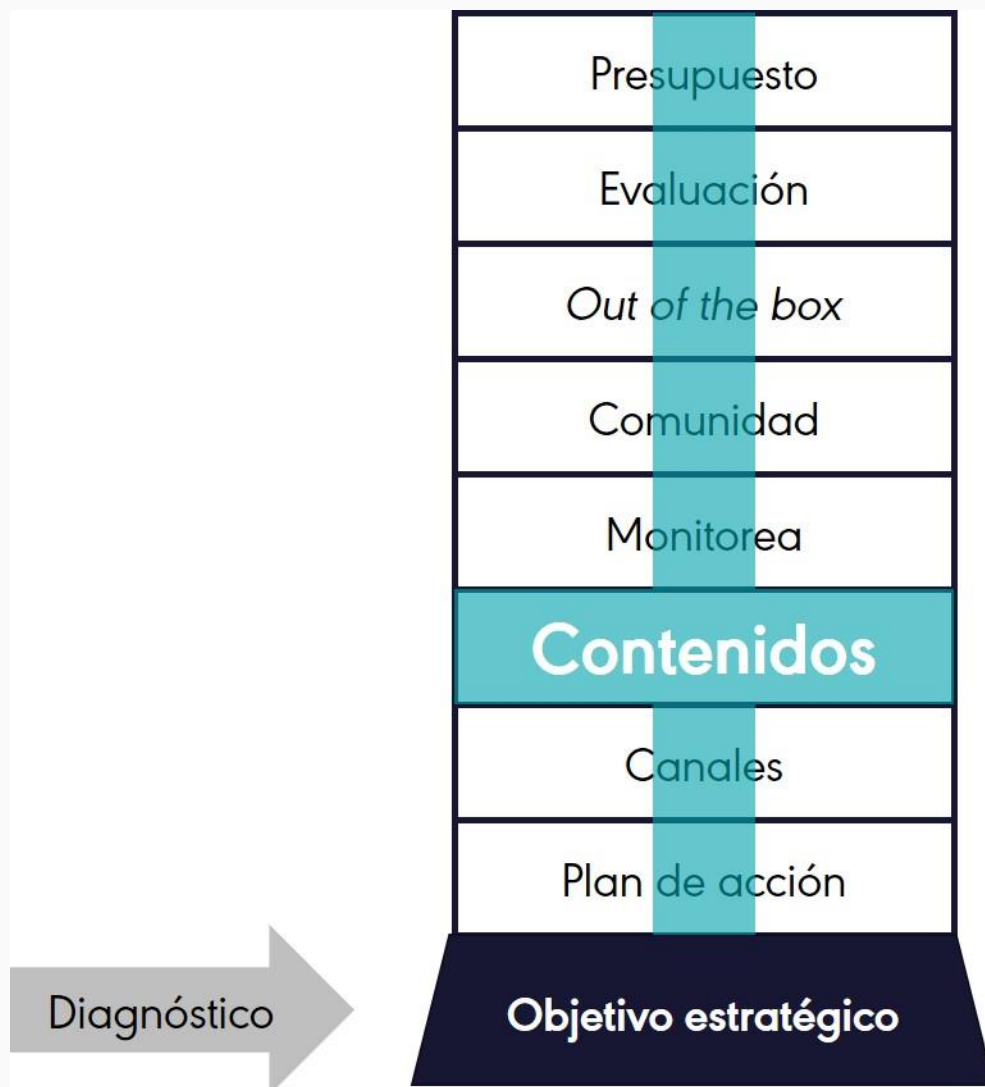 Presupuesto
Evaluación
Out of the box
Comunidad
Monitorea
Contenidos
Canales
Plan de acción
Diagnóstico
Objetivo estratégico